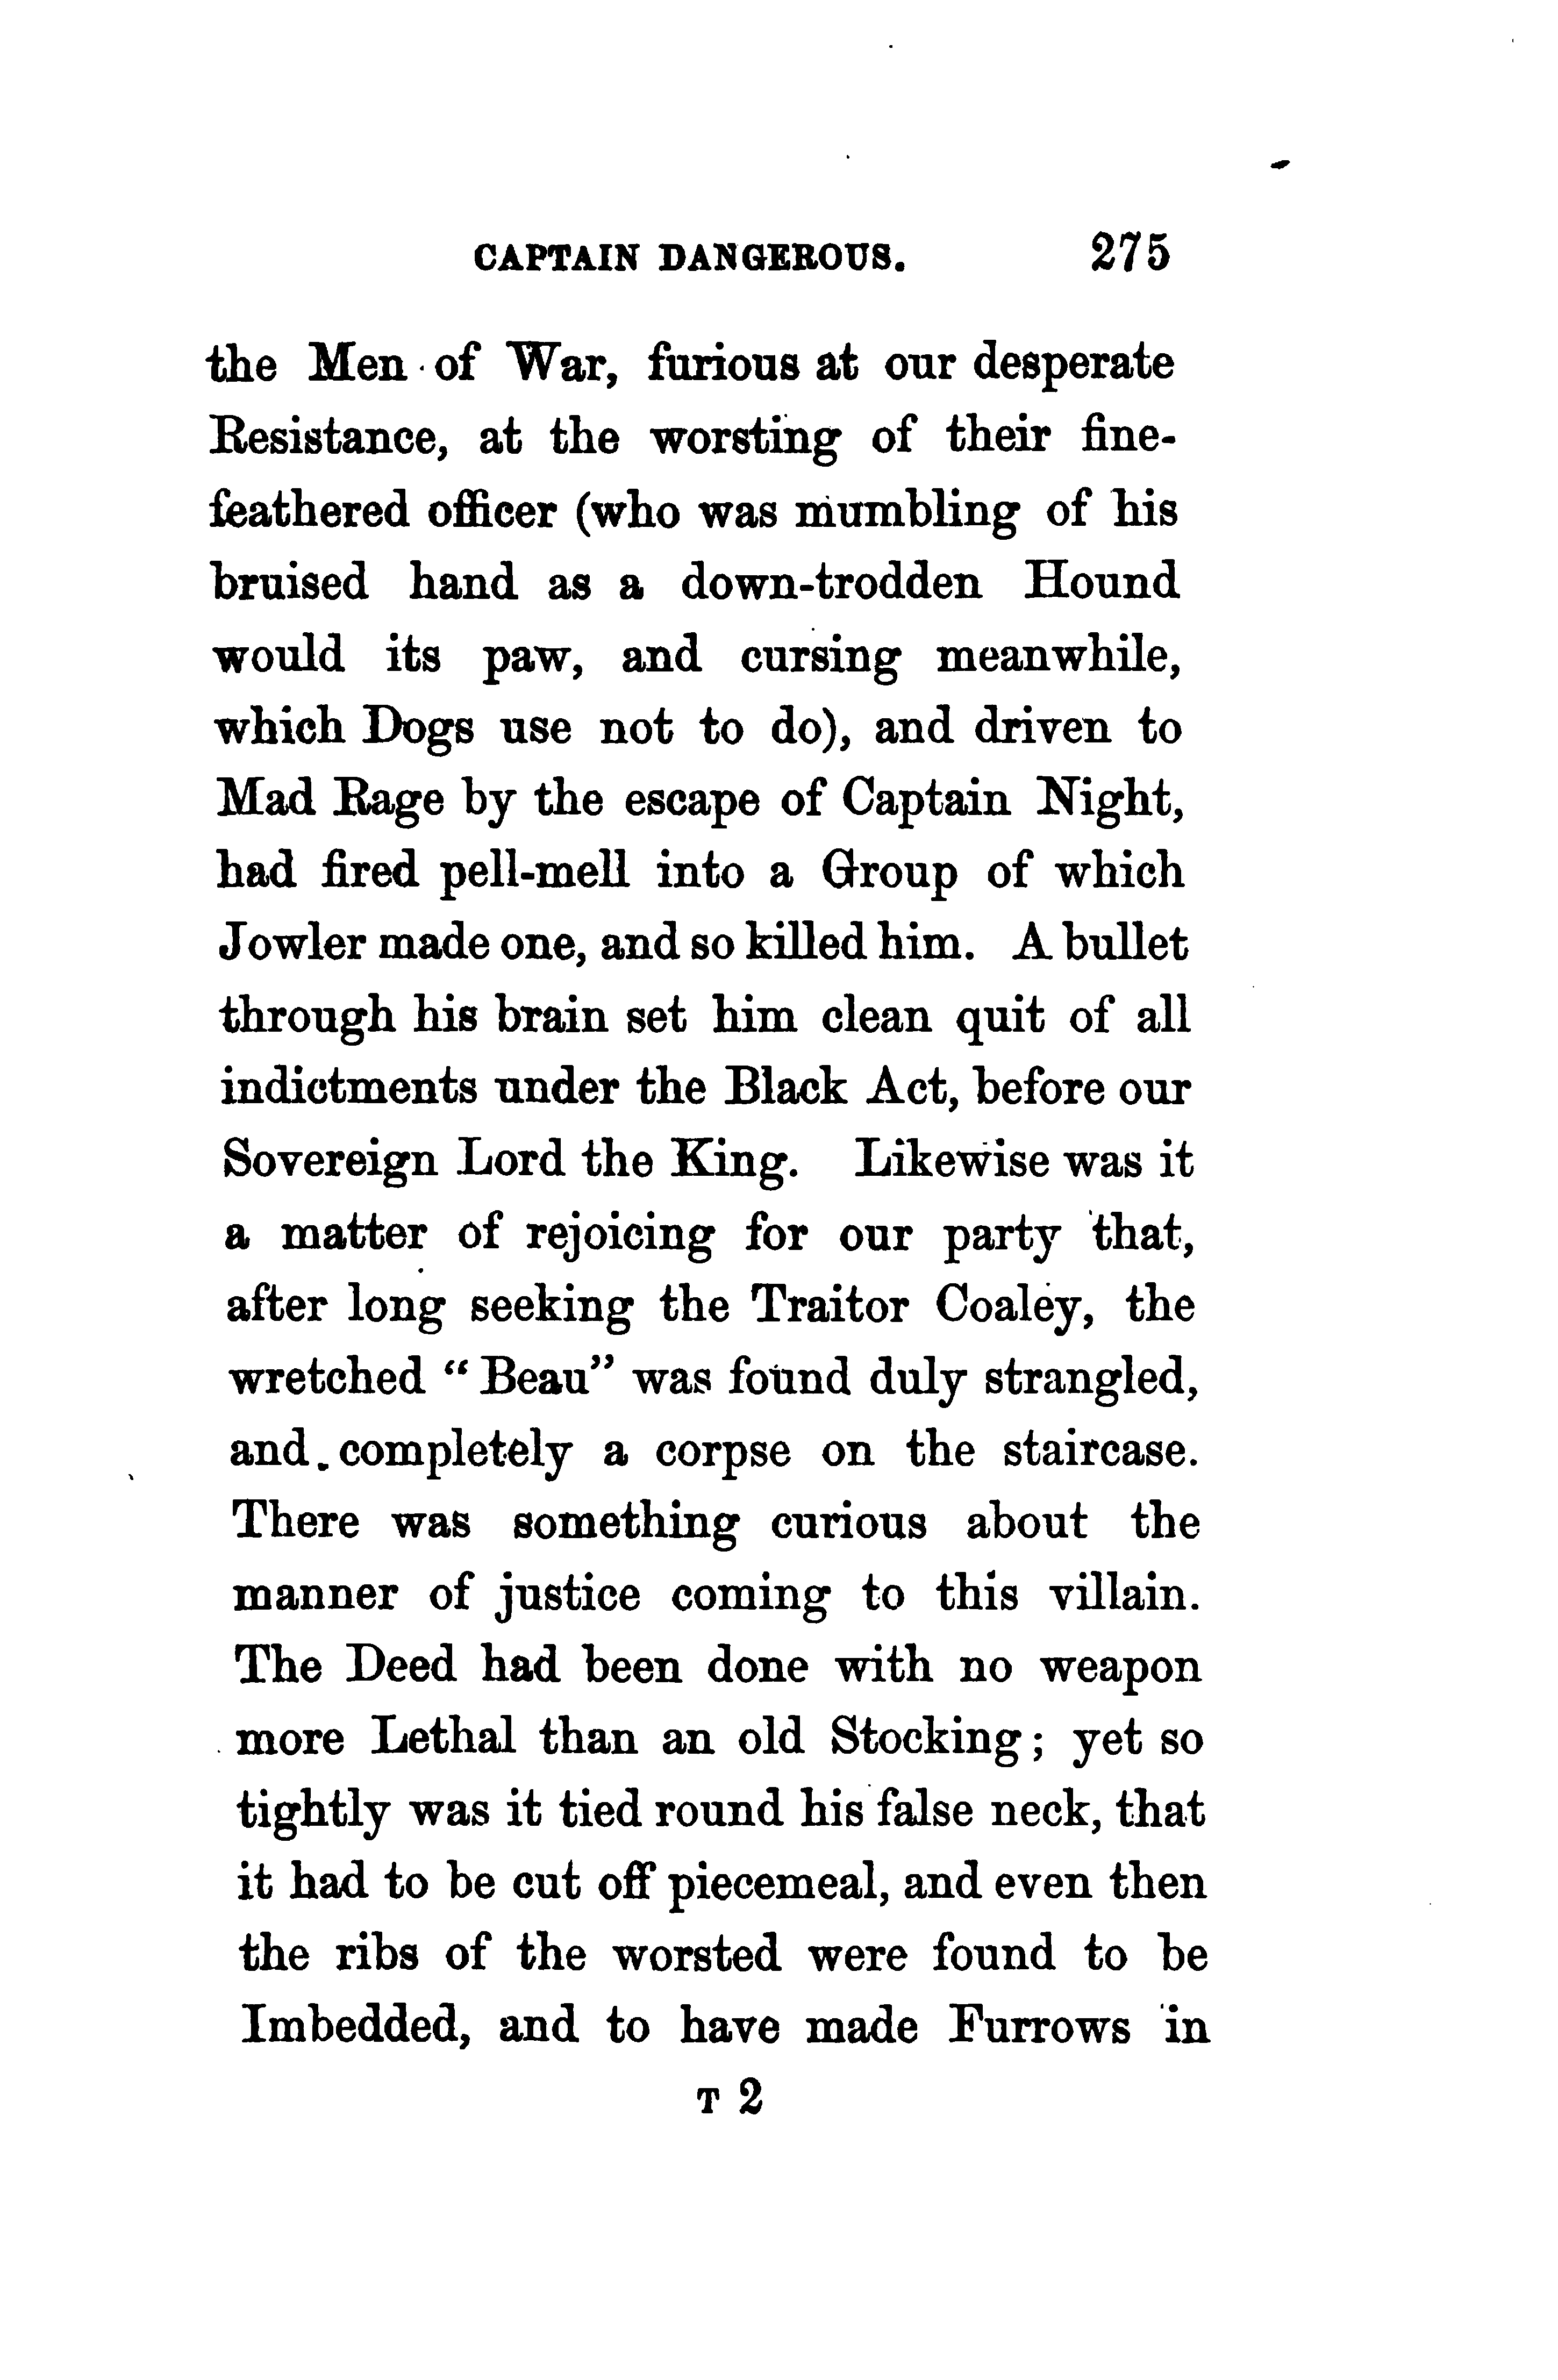 CAPTAIN DANGEROUS. 275
the Men of War, furious at our desperate
Resistance, at the worsting of their fine-
feathered officer (who was mumbling of his
bruised hand as a down-trodden Hound
would its paw, and cursing meanwhile,
which Dogs use not to do), and driven to
Mad Rage by the escape of Captain Night,
had fired pell-mell into a Group of which
Jowler made one, and so killed him. A bullet
through his brain set him clean quit of all
indictments under the Black Act, before our
Sovereign Lord the King. Likewise was it
a matter of rejoicing for our party that,
after long seeking the Traitor Coaley, the
wretched “Beau” was found duly strangled,
and completely a corpse on the staircase.
There was something curious about the
manner of justice coming to this villain.
The Deed had been done with no weapon
more Lethal than an old Stocking; yet so
tightly was it tied round his false neck, that
it had to be cut off piecemeal, and even then
the ribs of the worsted were found to be
Imbedded, and to have made Furrows in
T 2